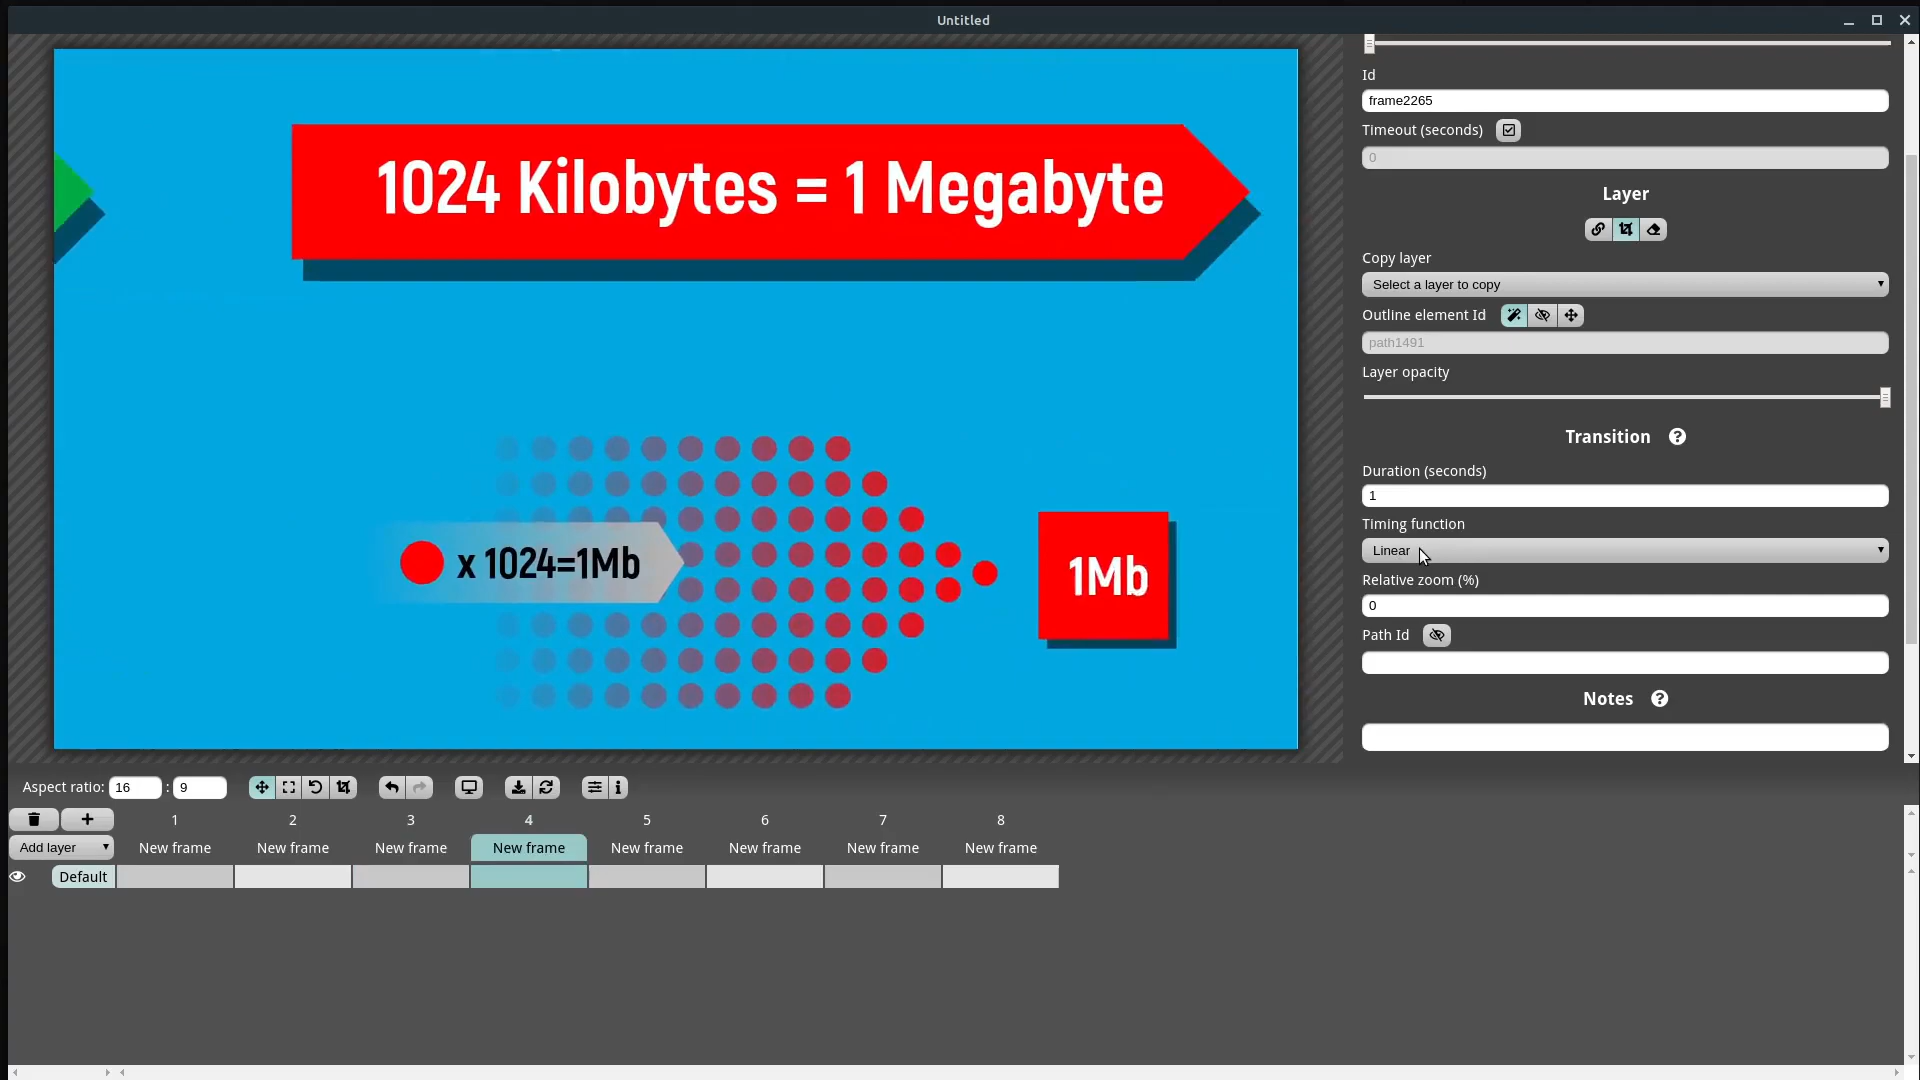 Untitled
1024 Kilobytes = 1 Megabyte
x 1024=1Mb
1Mb
Id
frame2265
Timeout (seconds)
0
Layer
Copy layer
Select a layer to copy
Outline element Id
path1491
Layer opacity
Transition ?
Duration (seconds)
1
Timing function
Linear
Relative zoom (%)
0
Path Id
Notes ?
Aspect ratio: 16 : 9
1 2 3 4 5 6 7 8
Add layer New frame New frame New frame New frame New frame New frame New frame New frame
Default